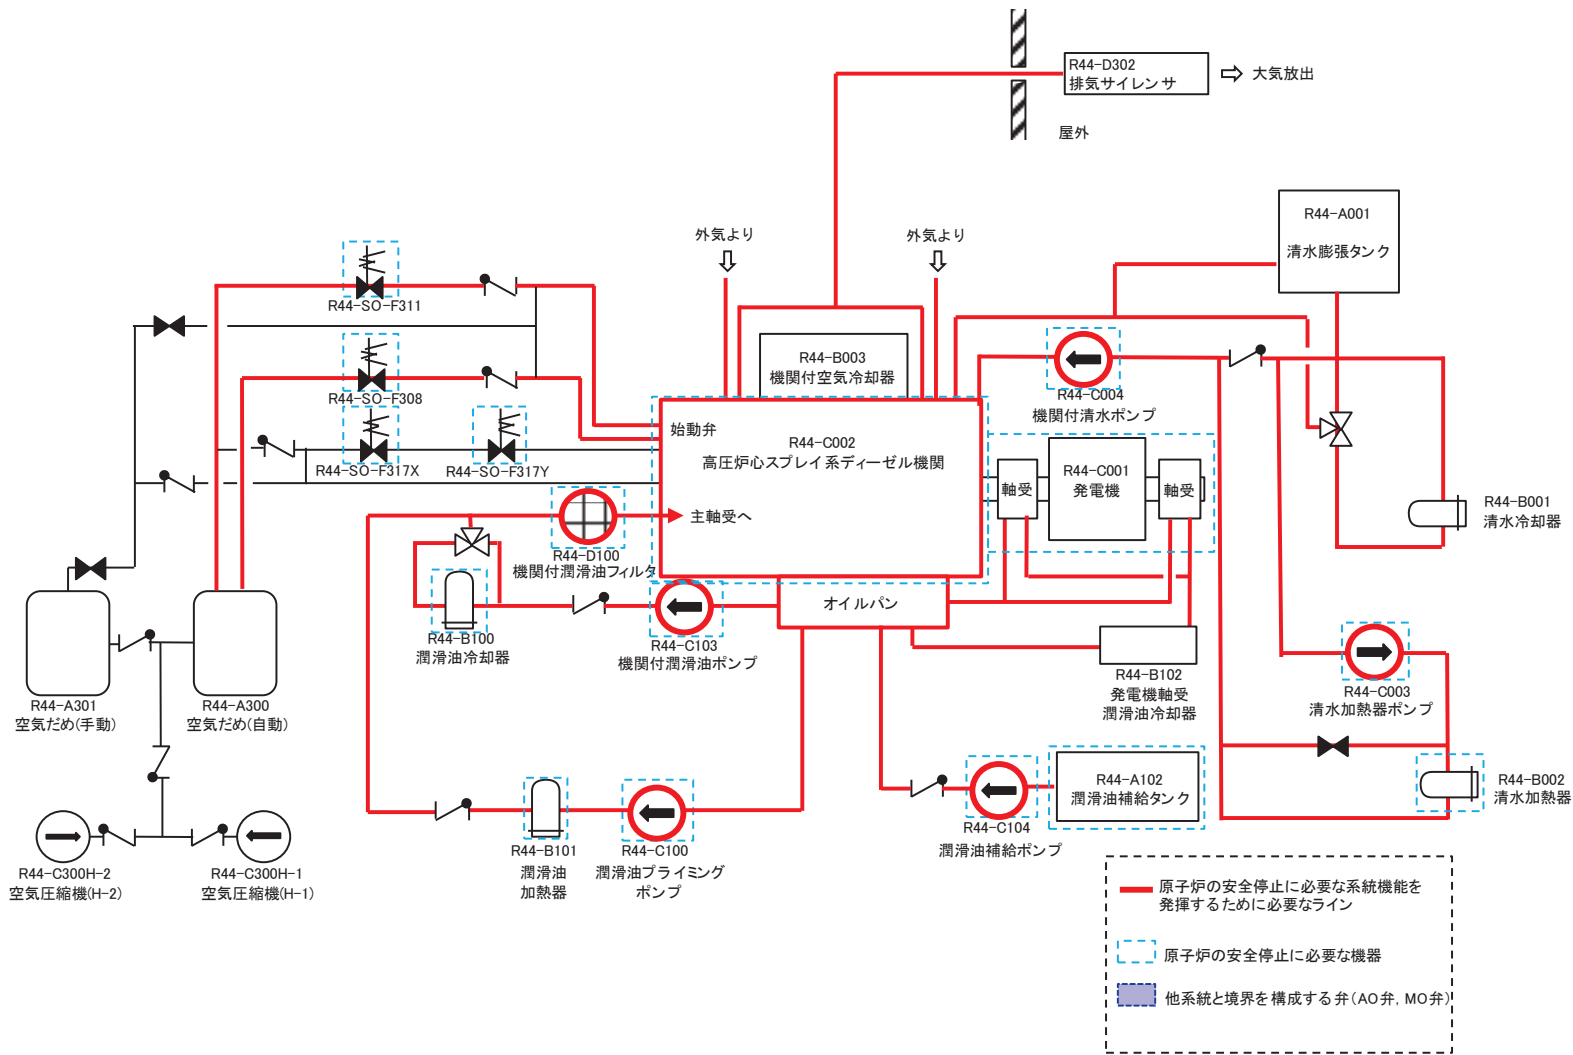 R44-D302
排気サイレンサ
大気放出
屋外
R44-A001
清水膨張タンク
外気より
外気より
R44-SO-F311
R44-B003
機関付空気冷却器
R44-C004
機関付清水ポンプ
R44-SO-F308
始動弁
R44-C002
高圧炉心スプレイ系ディーゼル機関
R44-SO-F317X
R44-SO-F317Y
軸受
R44-C001
発電機
軸受
R44-B001
清水冷却器
主軸受へ
R44-D100
機関付潤滑油フィルタ
オイルパン
R44-B100
潤滑油冷却器
R44-C103
機関付潤滑油ポンプ
R44-B102
発電機軸受
潤滑油冷却器
R44-C003
清水加熱器ポンプ
R44-A301
空気だめ(手動)
R44-A300
空気だめ(自動)
R44-A102
潤滑油補給タンク
R44-B002
清水加熱器
R44-C104
潤滑油補給ポンプ
R44-B101
潤滑油
加熱器
R44-C100
潤滑油プライミング
ポンプ
R44-C300H-2
空気圧縮機(H-2)
R44-C300H-1
空気圧縮機(H-1)
原子炉の安全停止に必要な系統機能を
発揮するために必要なライン
原子炉の安全停止に必要な機器
他系統と境界を構成する弁(AO弁, MO弁)